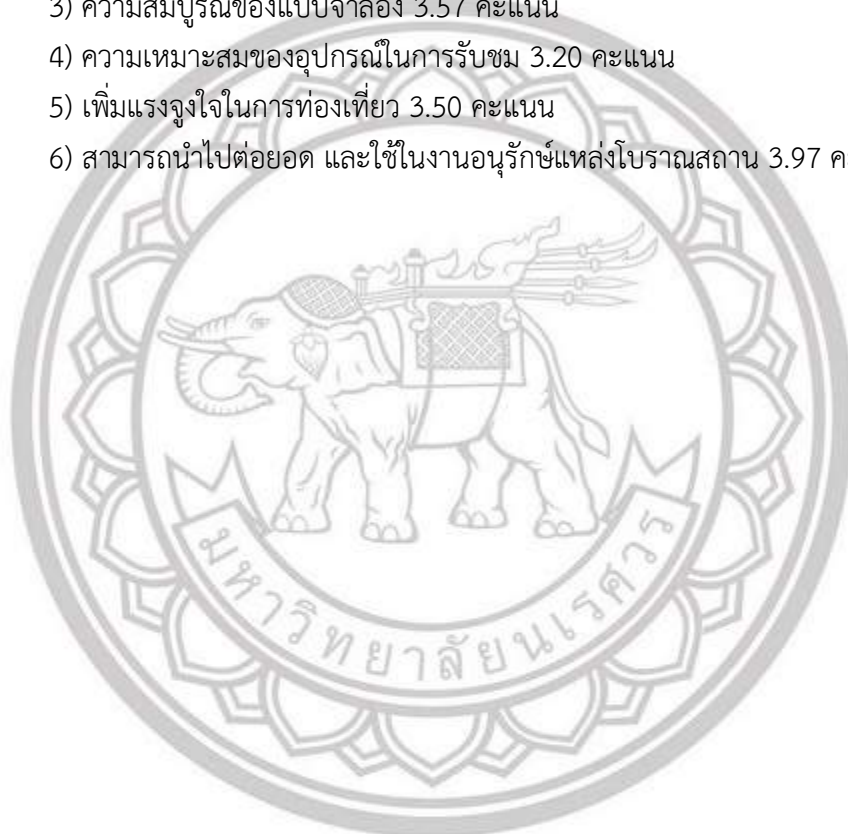 3) ความสมบูรณ์ของแบบจำลอง 3.57 คะแนน
4) ความเหมาะสมของอุปกรณ์ในการรับชม 3.20 คะแนน
5) เพิ่มแรงจูงใจในการท่องเที่ยว 3.50 คะแนน
6) สามารถนำไปต่อยอด และใช้ในงานอนุรักษ์แหล่งโบราณสถาน 3.97 ค
มหาวิทยาลัยนเรศวร